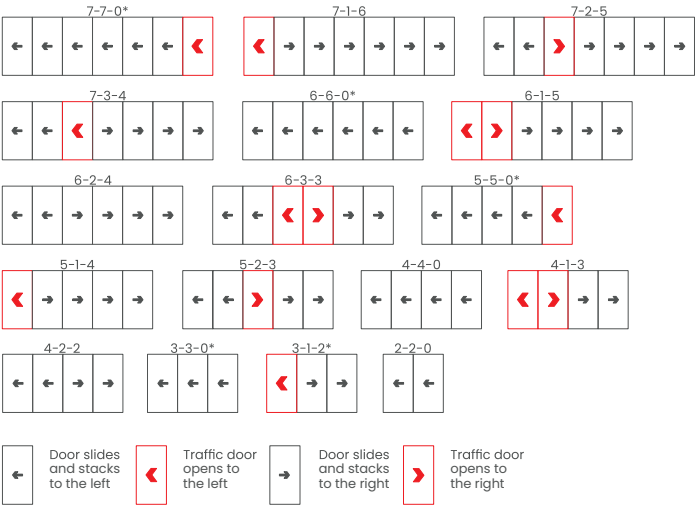 7-7-0*
7-1-6
7-2-5
7-3-4
6-6-0*
6-1-5
6-2-4
6-3-3
5-5-0*
5-1-4
5-2-3
4-4-0
4-1-3
4-2-2
3-3-0*
3-1-2*
2-2-0
Door slides
and stacks
to the left
Traffic door
opens to
the left
Door slides
and stacks
to the right
Traffic door
opens to
the right